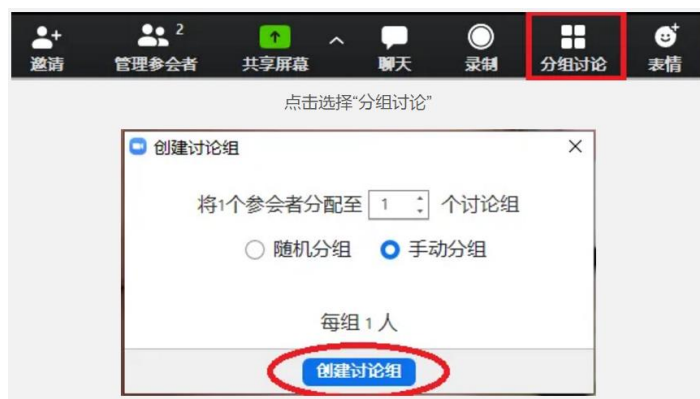 2
邀请 管理参会者 共享屏幕 聊天 录制 分组讨论 表情
点击选择“分组讨论”
创建讨论组
将1个参会者分配至 1 个讨论组
随机分组 手动分组
每组 1 人
创建讨论组